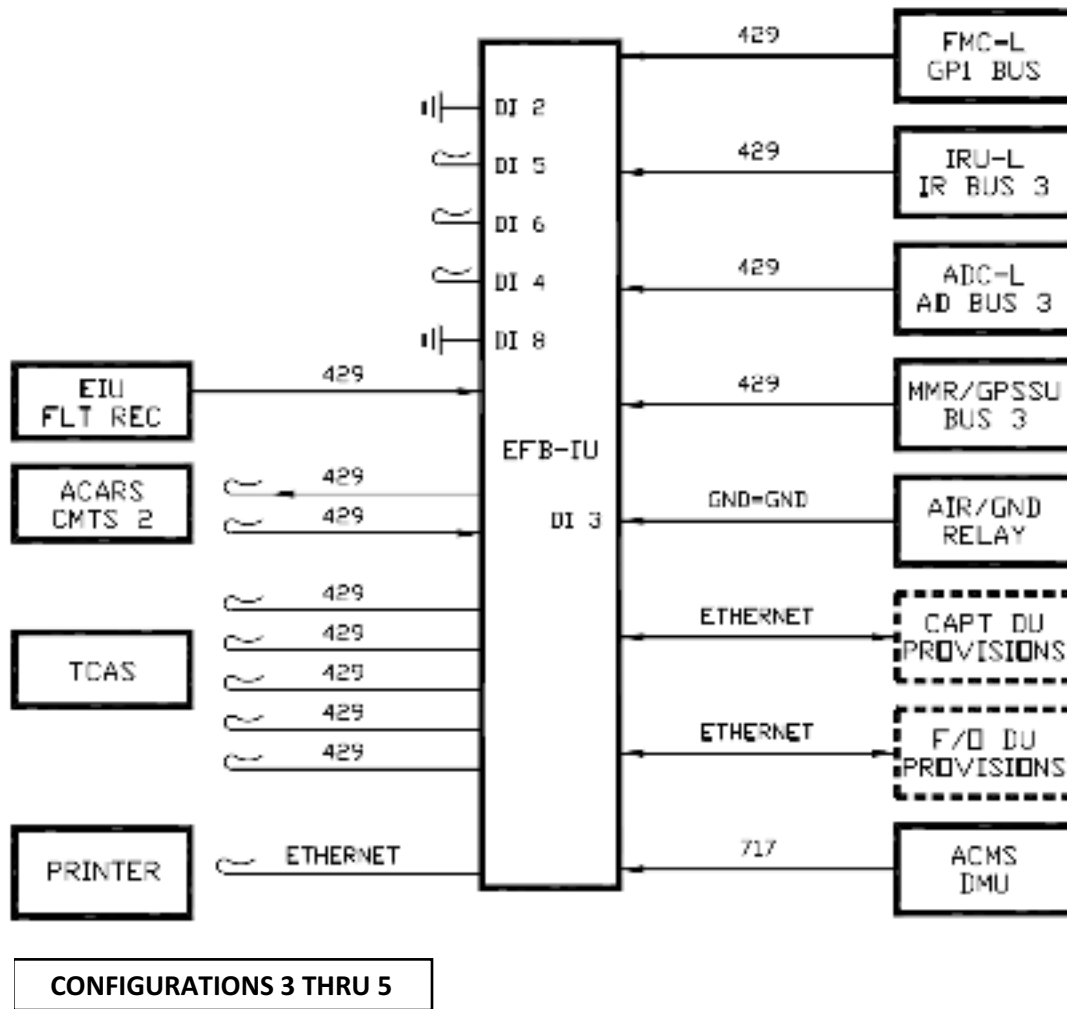 429
FMC-L
GP1 BUS
DI 2
429
IRU-L
IR BUS 3
DI 5
DI 6
429
ADC-L
AD BUS 3
DI 4
DI 8
EIU
FLT REC
429
429
MMR/GPSSU
BUS 3
EFB-IU
ACARS
CMTS 2
429
429
DI 3
GND=GND
AIR/GND
RELAY
TCAS
429
429
429
429
429
ETHERNET
CAPT DU
PROVISIONS
ETHERNET
F/O DU
PROVISIONS
PRINTER
ETHERNET
717
ACMS
DMU
CONFIGURATIONS 3 THRU 5